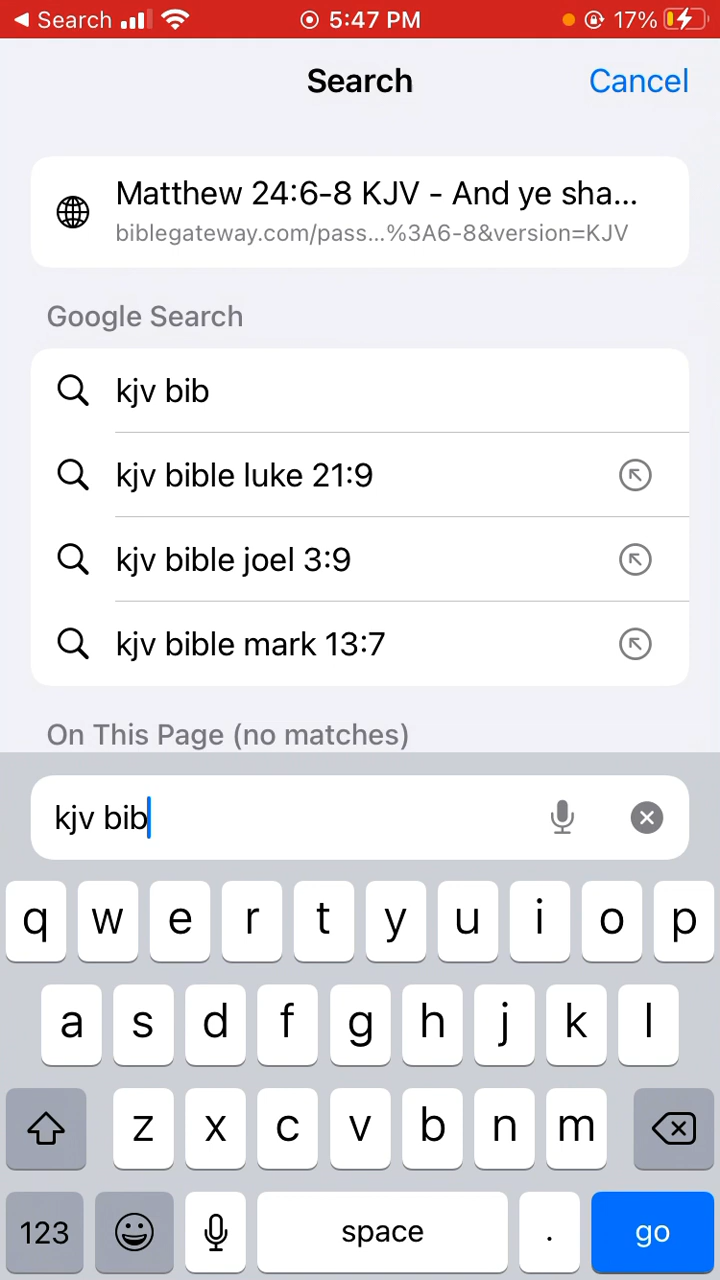 Search 5:47 PM 17%
Search Cancel
Matthew 24:6-8 KJV - And ye sha...
biblegateway.com/pass...%3A6-8&version=KJV
Google Search
kjv bib
kjv bible luke 21:9
kjv bible joel 3:9
kjv bible mark 13:7
On This Page (no matches)
kjv bib
q w e r t y u i o p
a s d f g h j k l
z x c v b n m
123 space . go